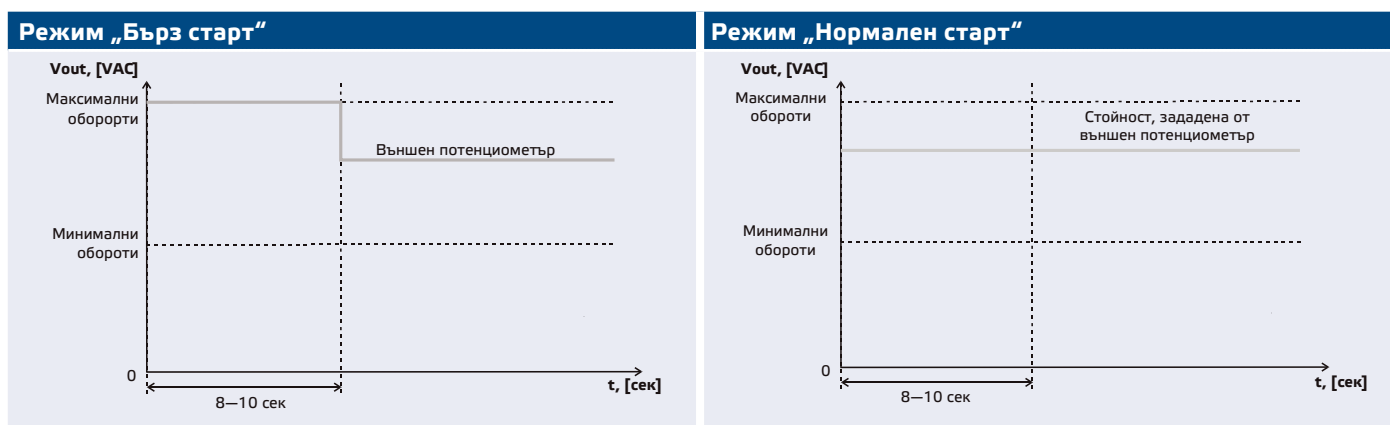 Режим „Бърз старт“
Vout, [VAC]
Максимални
оборорти
Външен потенциометър
Минимални
обороти
0
t, [сек]
8—10 сек
Режим „Нормален старт“
Vout, [VAC]
Максимални
обороти
Стойност, зададена от
външен потенциометър
Минимални
обороти
0
t, [сек]
8—10 сек